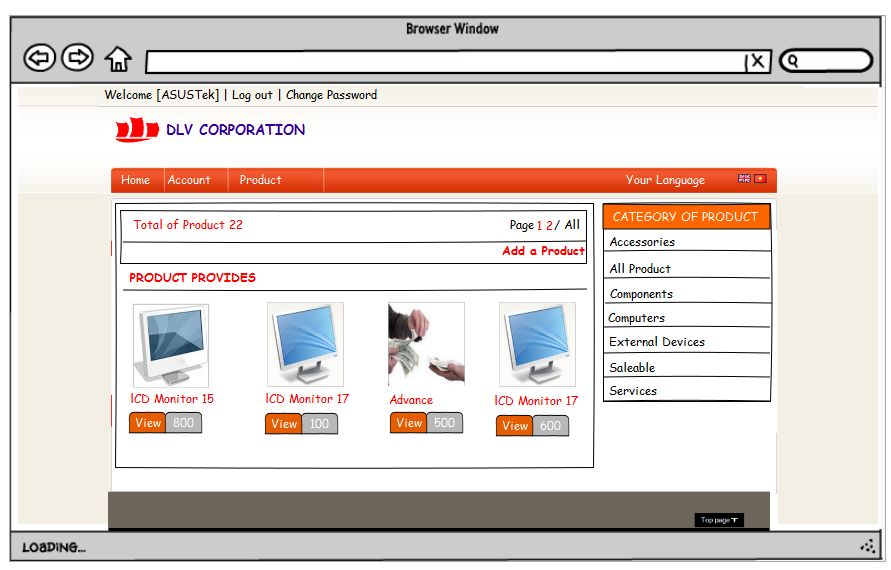 Browser Window
X
Welcome [ASUSTek] | Log out | Change Password
DLV CORPORATION
Home Account Product Your Language
Total of Product 22 Page 1 2/ All
Add a Product
PRODUCT PROVIDES
lCD Monitor 15 lCD Monitor 17 Advance lCD Monitor 17
View 800 View 100 View 500 View 600
CATEGORY OF PRODUCT
Accessories
All Product
Components
Computers
External Devices
Saleable
Services
Top page
LOADING...